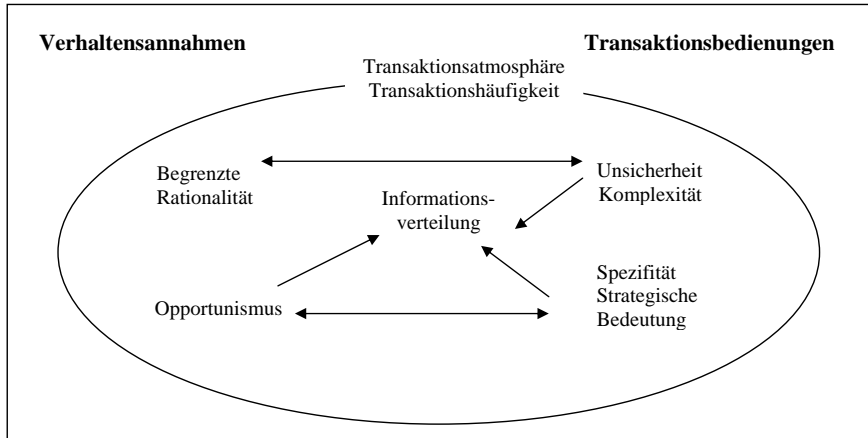 Verhaltensannahmen
Transaktionsbedienungen
Transaktionsatmosphäre
Transaktionshäufigkeit
Begrenzte
Rationalität
Unsicherheit
Komplexität
Informations-
verteilung
Opportunismus
Spezifität
Strategische
Bedeutung